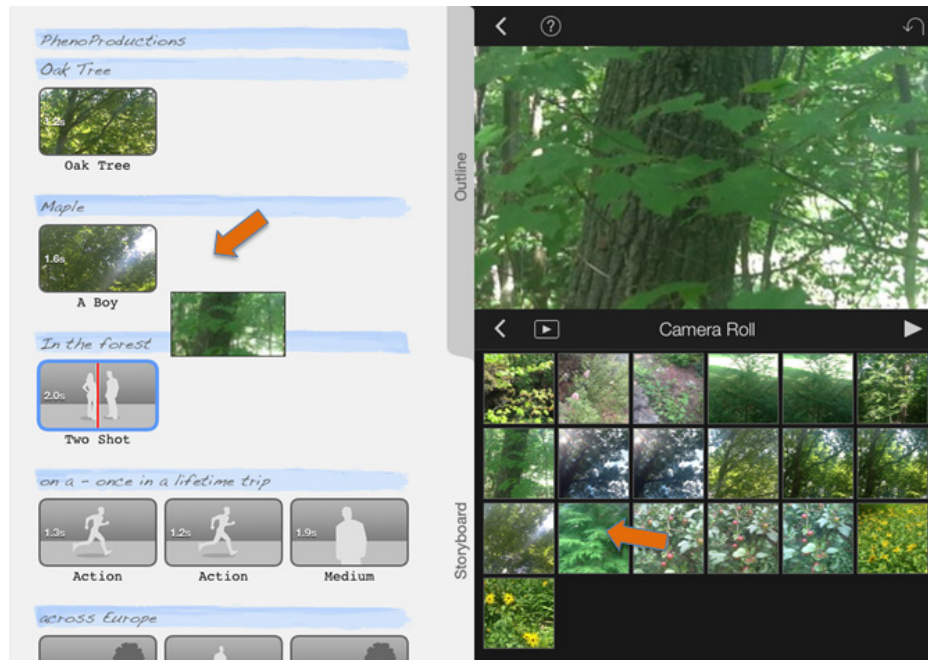 PhenoProductions
Oak Tree
1.2s
Oak Tree
Maple
1.6s
A Boy
In the forest
2.0s
Two Shot
on a - once in a lifetime trip
1.3s 1.2s 1.9s
Action Action Medium
across Europe
Outline
Storyboard
?
Camera Roll